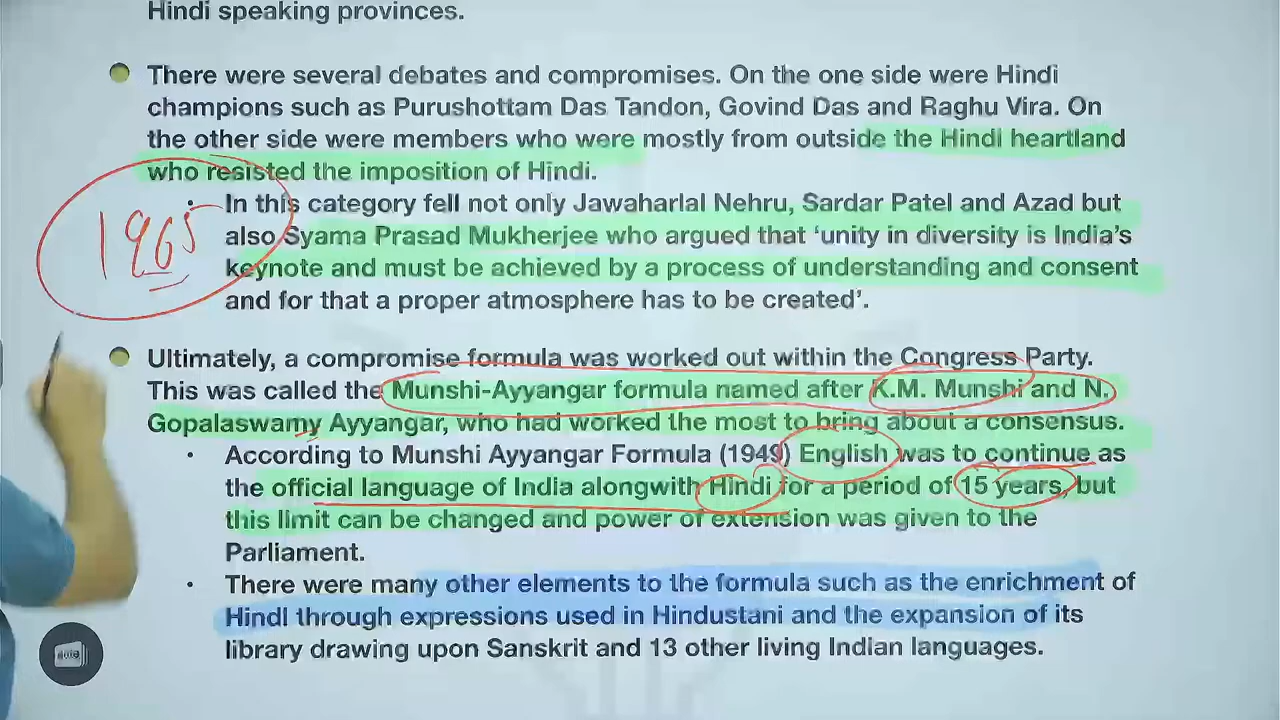 Hindi speaking provinces.
There were several debates and compromises. On the one side were Hindi
champions such as Purushottam Das Tandon, Govind Das and Raghu Vira. On
the other side were members who were mostly from outside the Hindi heartland
who resisted the imposition of Hindi.
• In this category fell not only Jawaharlal Nehru, Sardar Patel and Azad but
also Syama Prasad Mukherjee who argued that ‘unity in diversity is India’s
keynote and must be achieved by a process of understanding and consent
and for that a proper atmosphere has to be created’.
1965
Ultimately, a compromise formula was worked out within the Congress Party.
This was called the Munshi-Ayyangar formula named after K.M. Munshi and N.
Gopalaswamy Ayyangar, who had worked the most to bring about a consensus.
• According to Munshi Ayyangar Formula (1949) English was to continue as
the official language of India alongwith Hindi for a period of 15 years, but
this limit can be changed and power of extension was given to the
Parliament.
• There were many other elements to the formula such as the enrichment of
HindI through expressions used in Hindustani and the expansion of its
library drawing upon Sanskrit and 13 other living Indian languages.